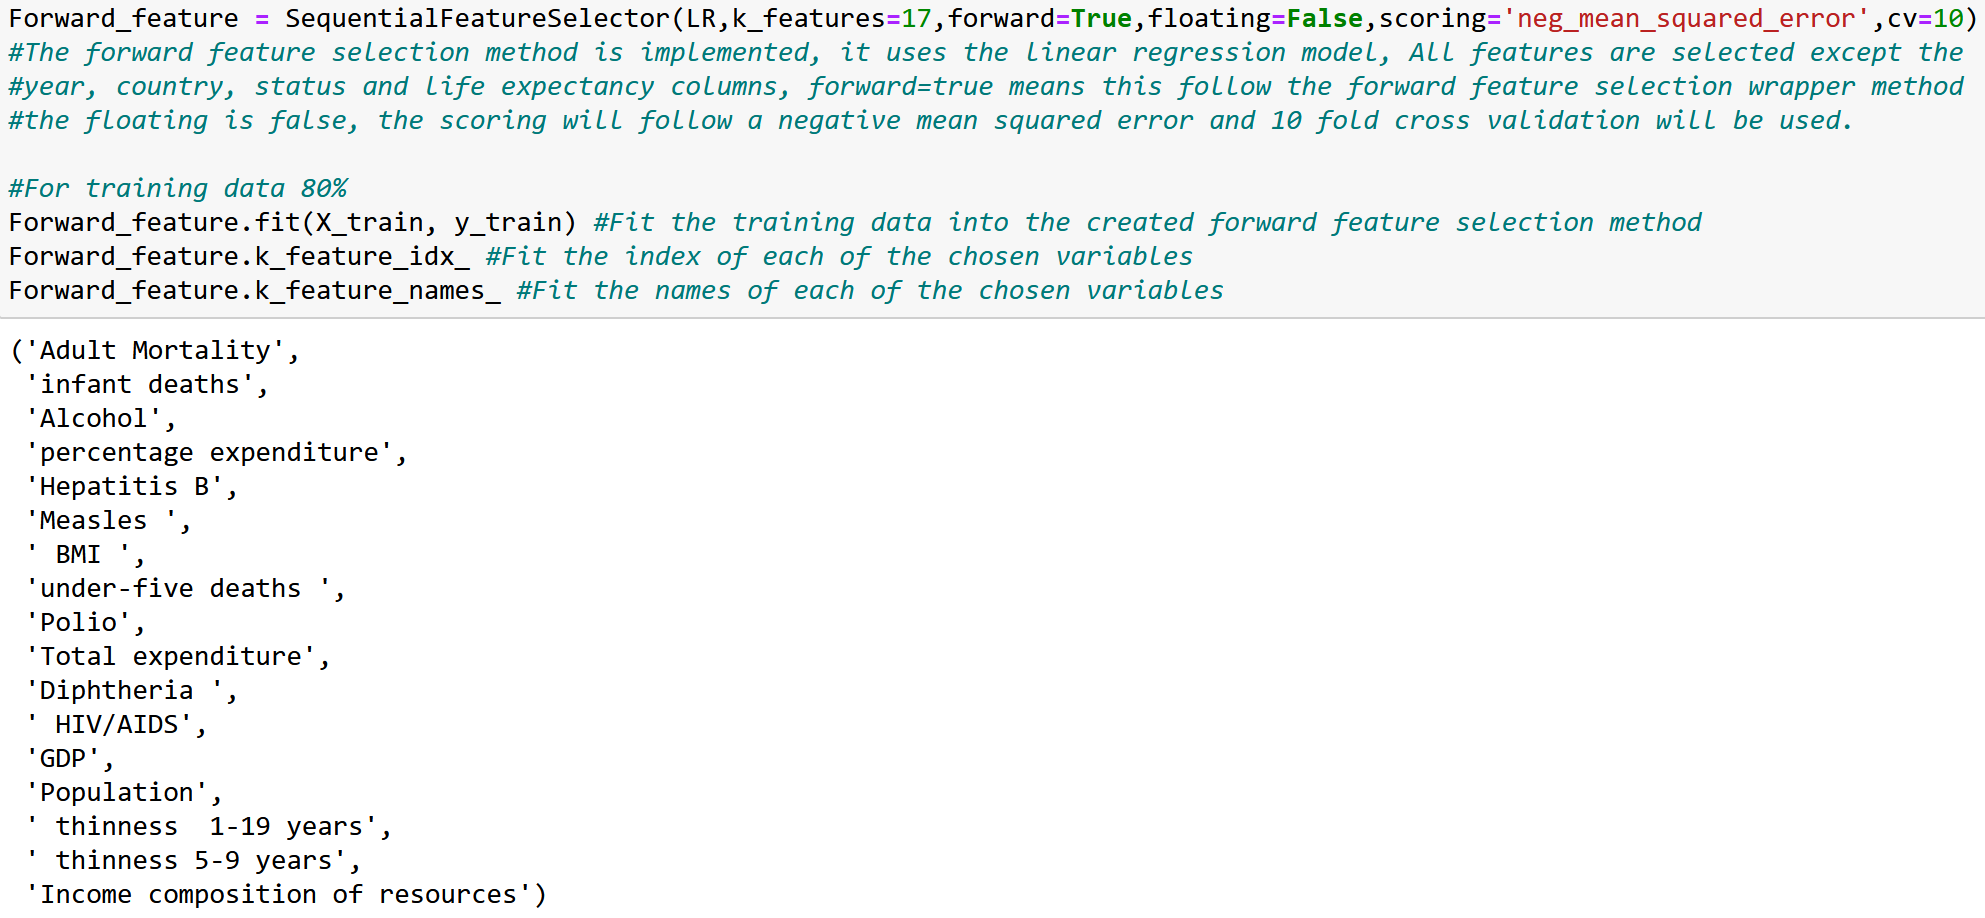 Forward_feature = SequentialFeatureSelector(LR,k_features=17,forward=True,floating=False,scoring='neg_mean_squared_error',cv=10)
#The forward feature selection method is implemented, it uses the linear regression model, All features are selected except the
#year, country, status and life expectancy columns, forward=true means this follow the forward feature selection wrapper method
#the floating is false, the scoring will follow a negative mean squared error and 10 fold cross validation will be used.

#For training data 80%
Forward_feature.fit(X_train, y_train) #Fit the training data into the created forward feature selection method
Forward_feature.k_feature_idx_ #Fit the index of each of the chosen variables
Forward_feature.k_feature_names_ #Fit the names of each of the chosen variables

('Adult Mortality',
 'infant deaths',
 'Alcohol',
 'percentage expenditure',
 'Hepatitis B',
 'Measles ',
 ' BMI ',
 'under-five deaths ',
 'Polio',
 'Total expenditure',
 'Diphtheria ',
 ' HIV/AIDS',
 'GDP',
 'Population',
 ' thinness  1-19 years',
 ' thinness 5-9 years',
 'Income composition of resources')